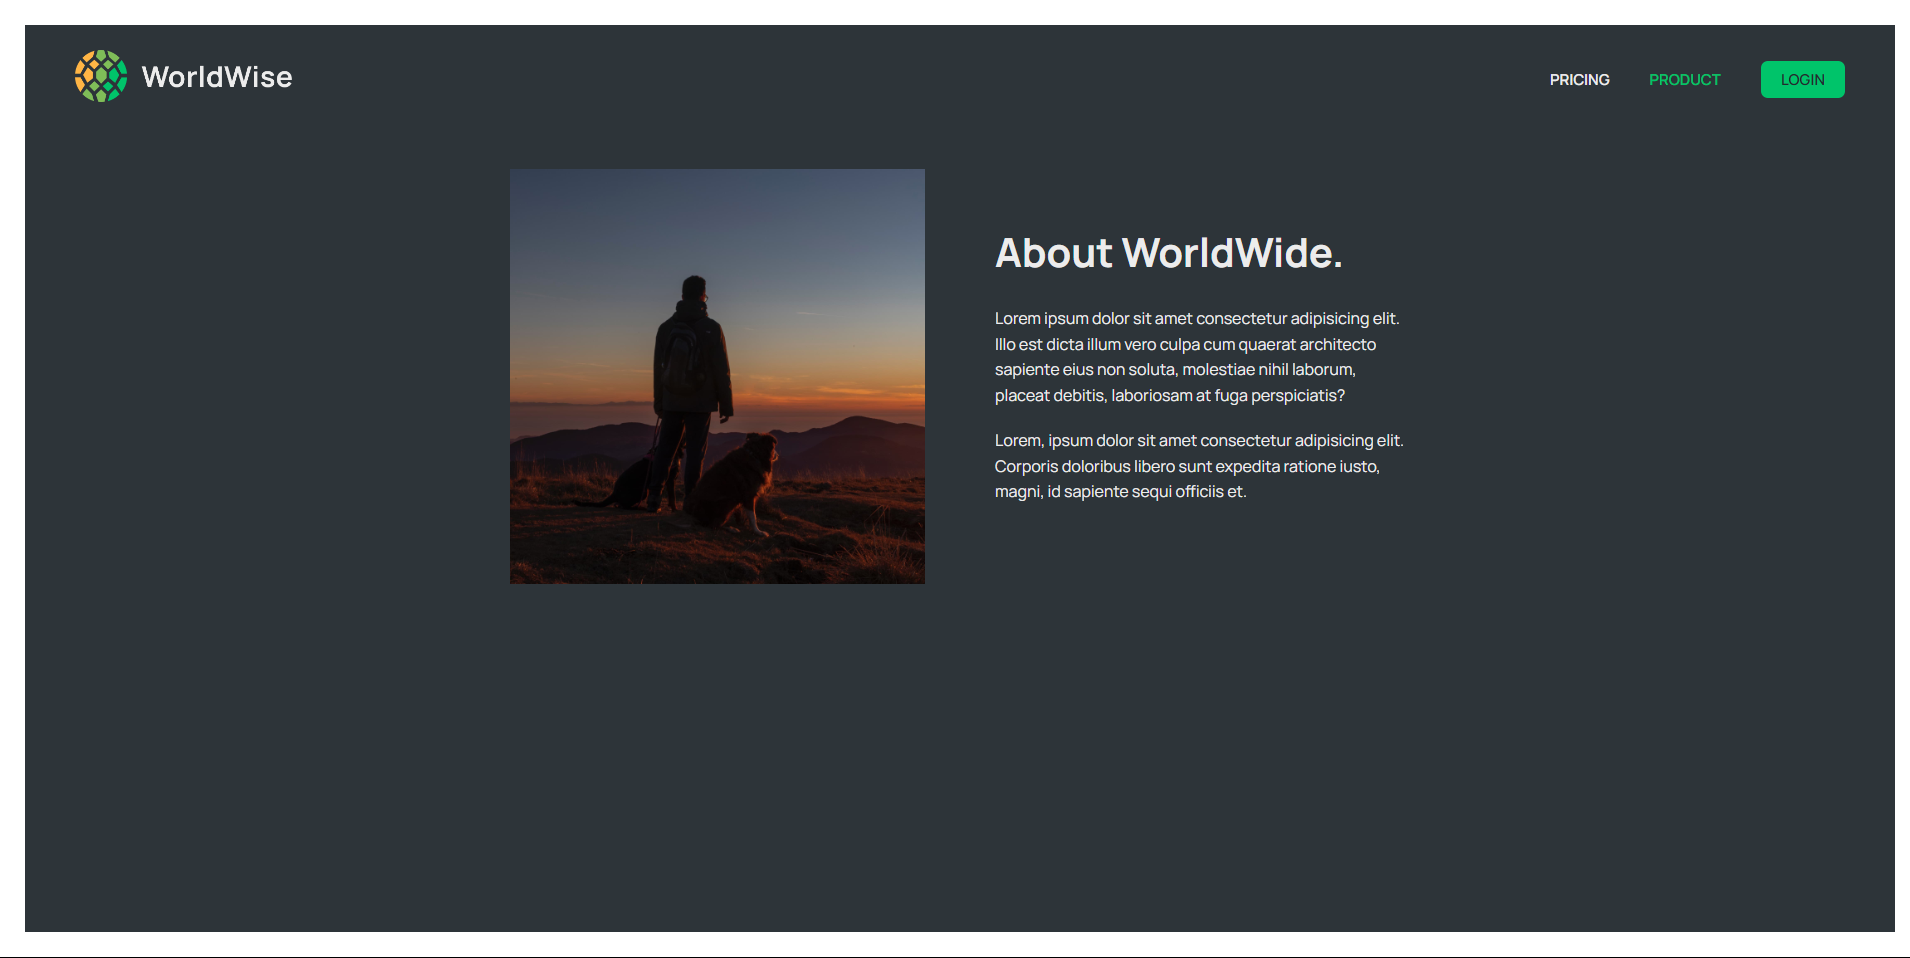 WorldWise
PRICING
PRODUCT
LOGIN
About WorldWide.
Lorem ipsum dolor sit amet consectetur adipisicing elit.
Illo est dicta illum vero culpa cum quaerat architecto
sapiente eius non soluta, molestiae nihil laborum,
placeat debitis, laboriosam at fuga perspiciatis?
Lorem, ipsum dolor sit amet consectetur adipisicing elit.
Corporis doloribus libero sunt expedita ratione iusto,
magni, id sapiente sequi officiis et.